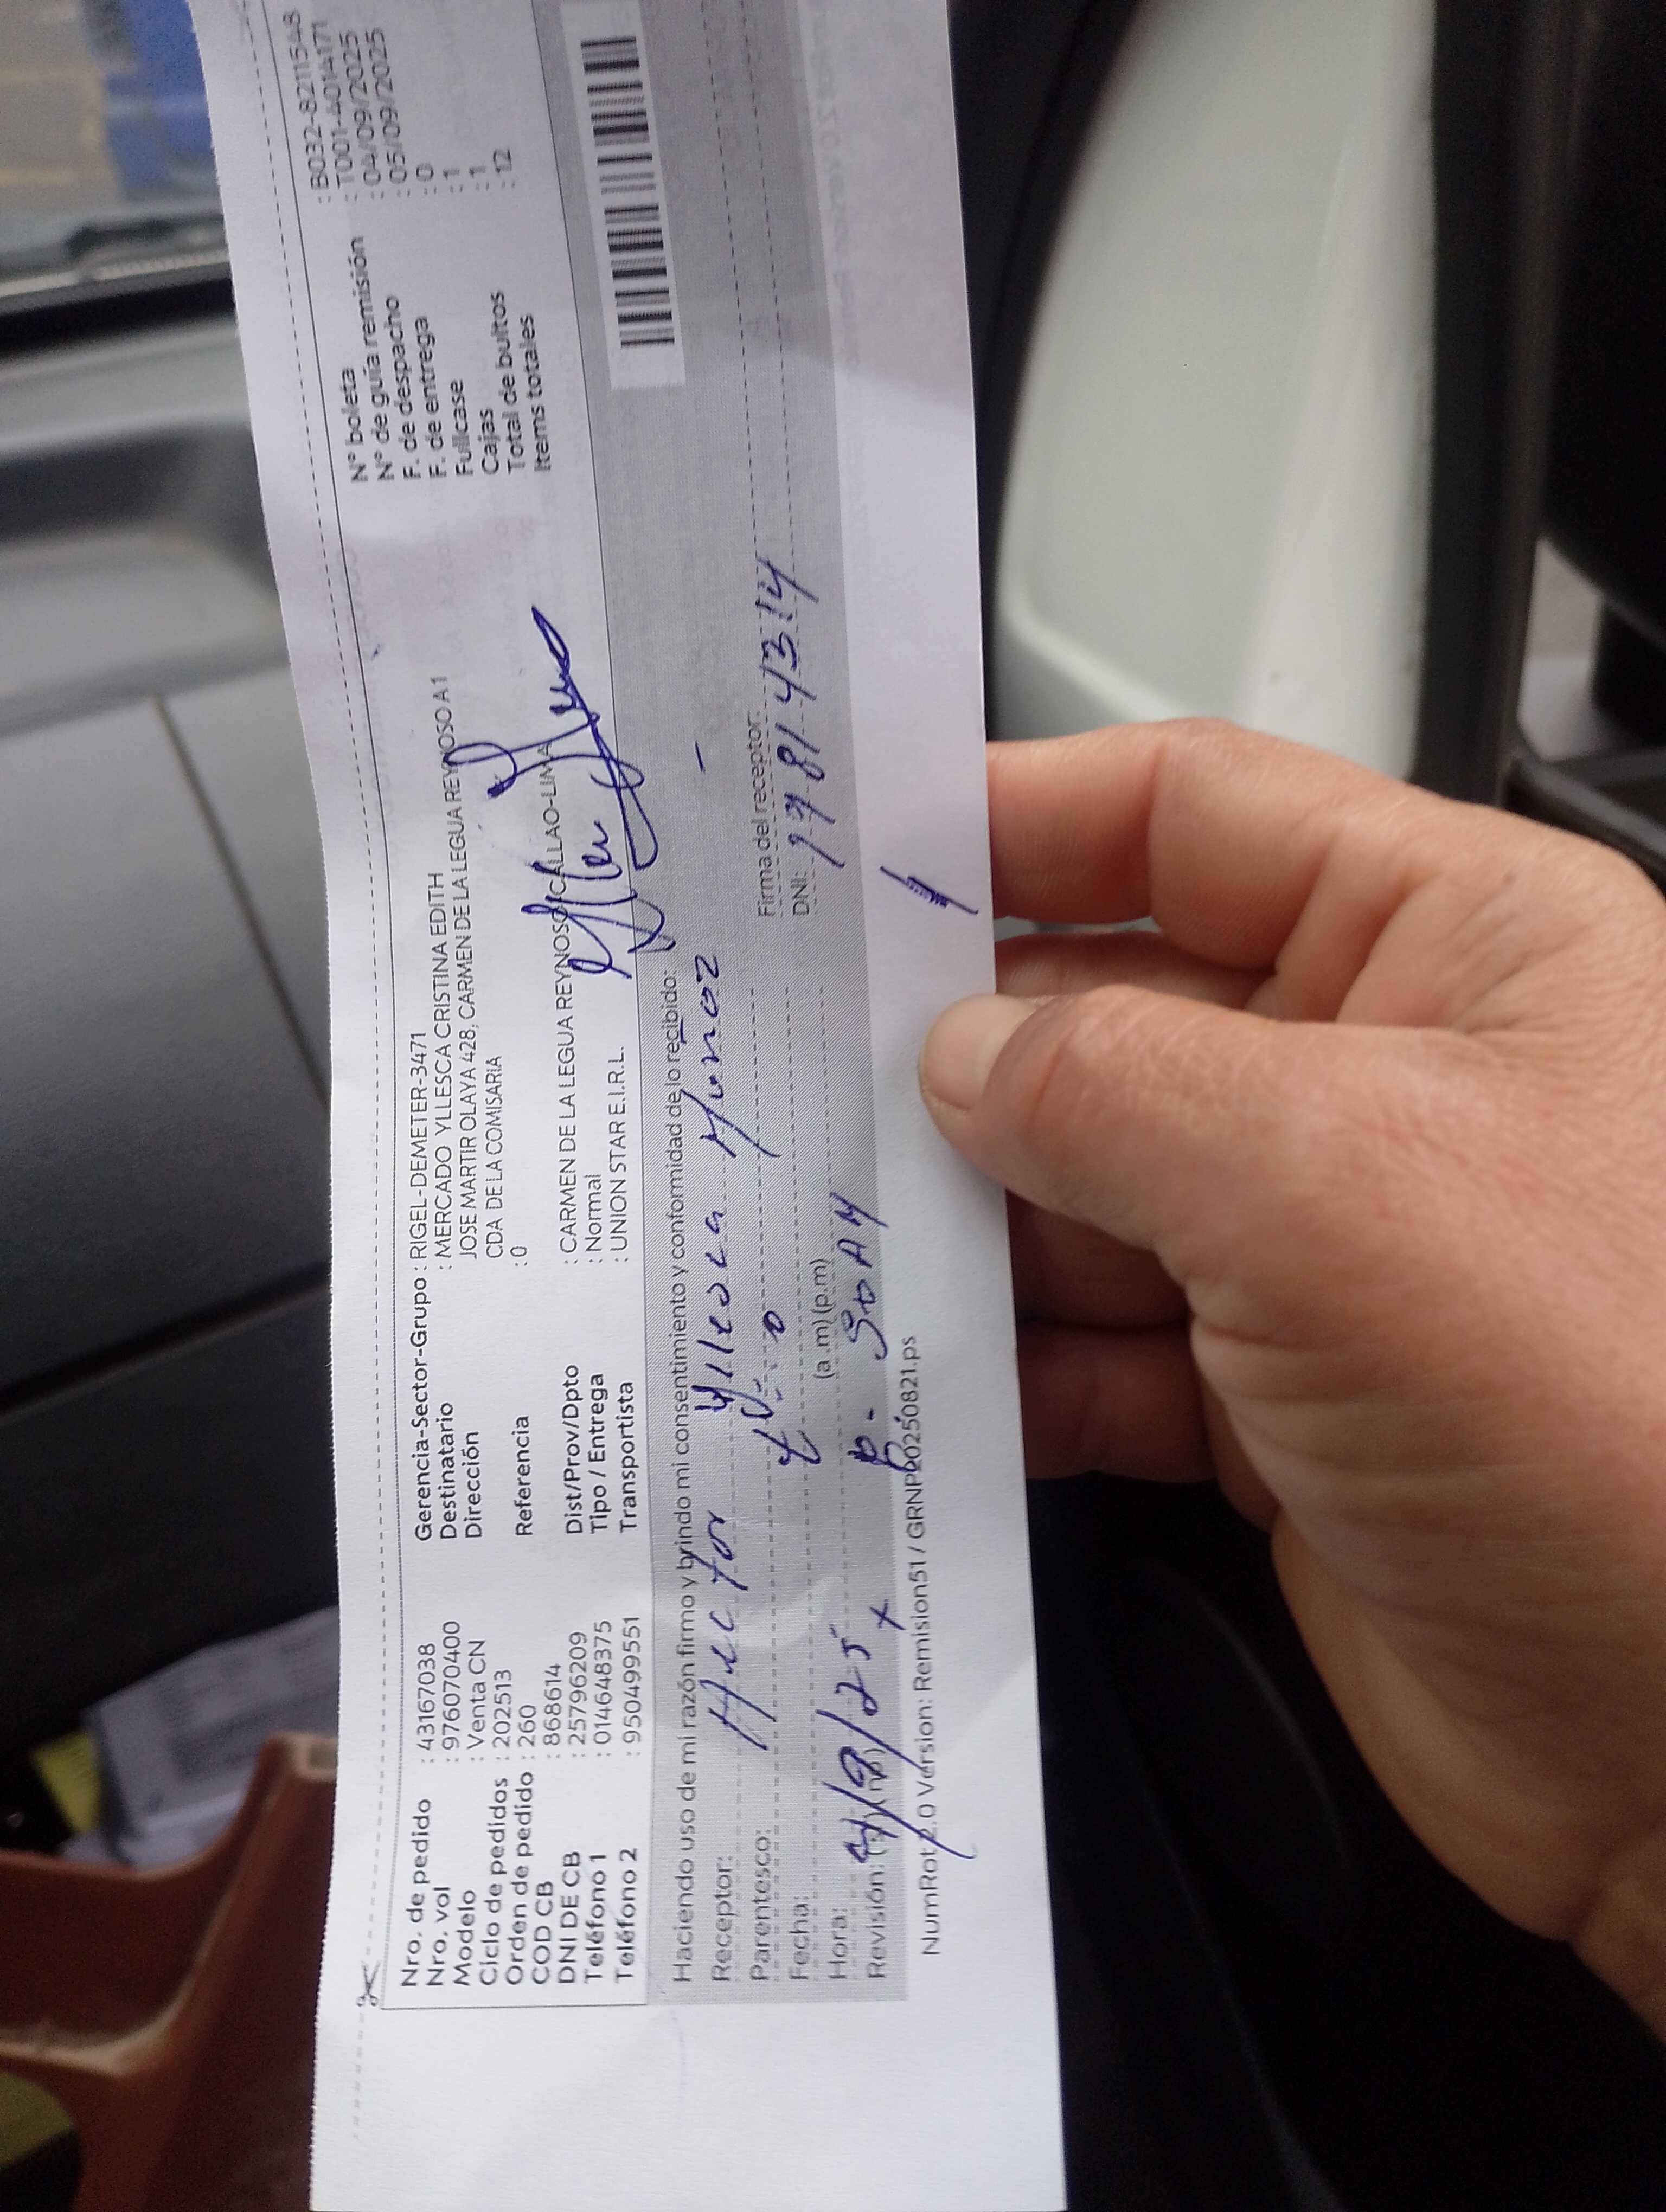 Nro. de pedido : 43167038
Nro. vol : 976070400
Modelo : Venta CN
Ciclo de pedidos : 202513
Orden de pedido : 260
COD CB : 868614
DNI DE CB : 25796209
Teléfono 1 : 014648375
Teléfono 2 : 950499551
Gerencia-Sector-Grupo : RIGEL-DEMETER-3471
Destinatario : MERCADO YLLESCA CRISTINA EDITH
Dirección JOSE MARTIR OLAYA 428, CARMEN DE LA LEGUA REYNOSO A 1
CDA DE LA COMISARIA
Referencia : 0
Dist/Prov/Dpto : CARMEN DE LA LEGUA REYNOSO/CALLAO-LIMA
Tipo / Entrega : Normal
Transportista : UNION STAR E.I.R.L.
N° boleta : B032-8211548
N° de guía remisión : T001-4014171
F. de despacho : 04/09/2025
F. de entrega : 05/09/2025
Fullcase : 0
Cajas : 1
Total de bultos : 1
Items totales : 12
Haciendo uso de mi razón firmo y brindo mi consentimiento y conformidad de lo recibido:
Receptor: Hector Yllesca Munoz
Parentesco:
Firma del receptor:
Fecha:
DNI: 19814314
Hora: (a.m) (p.m)
Revisión: 4/9/25
NumRot 2.0 Version: Remision51 / GRNP20250821.ps